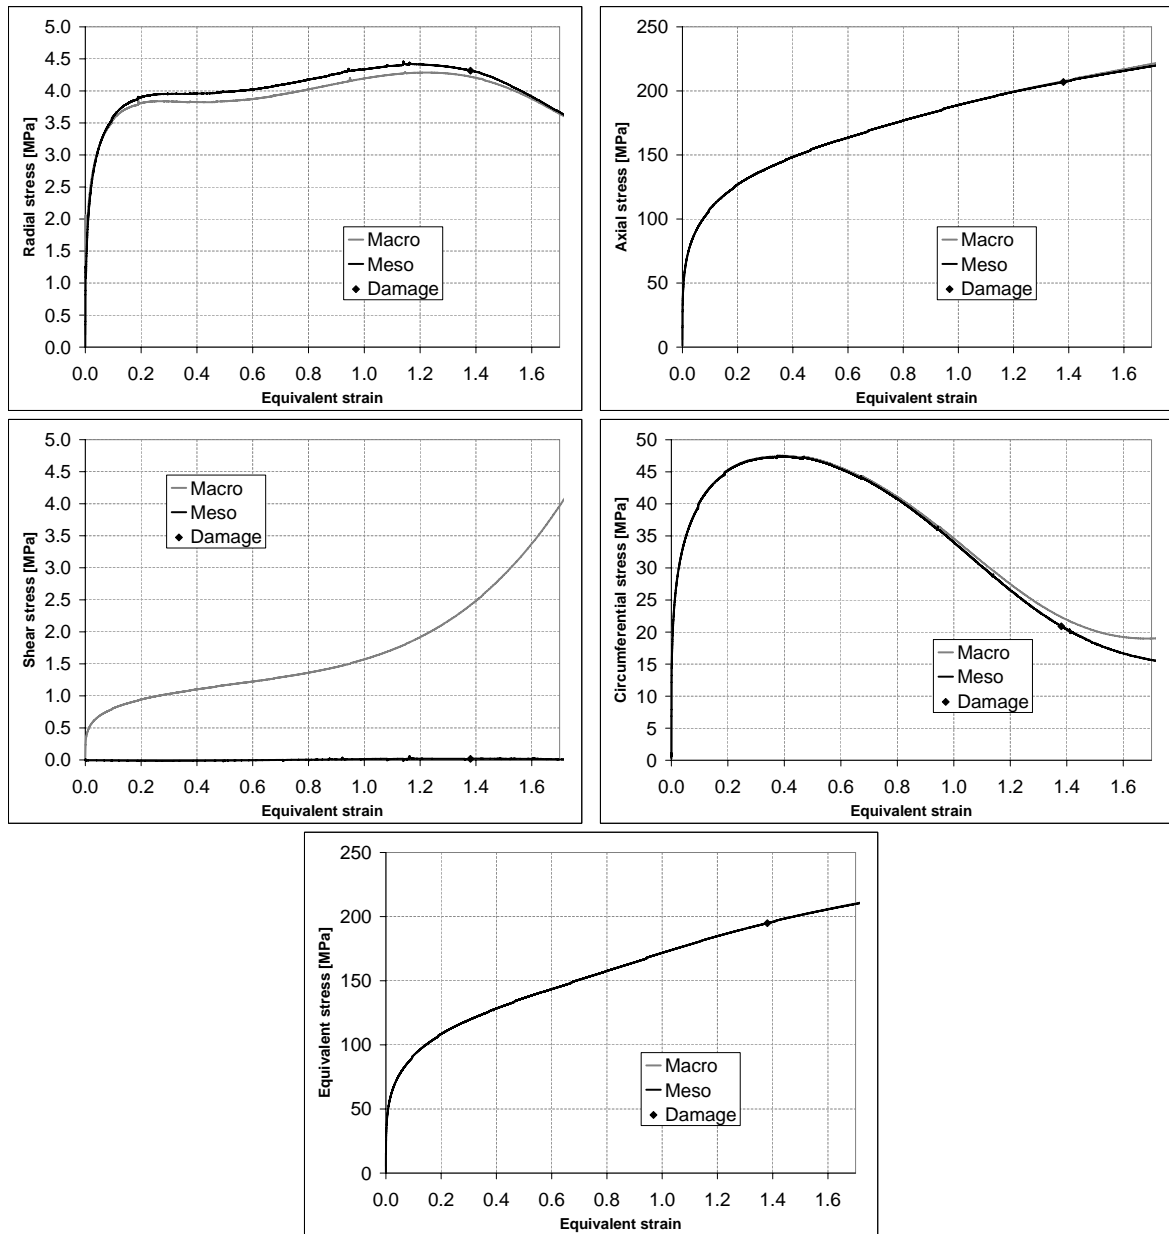 5.0
4.5
4.0
3.5
3.0
2.5
2.0
1.5
1.0
0.5
0.0
Radial stress [MPa]
Macro
Meso
Damage
0.0 0.2 0.4 0.6 0.8 1.0 1.2 1.4 1.6
Equivalent strain
250
200
150
100
50
0
Axial stress [MPa]
Macro
Meso
Damage
0.0 0.2 0.4 0.6 0.8 1.0 1.2 1.4 1.6
Equivalent strain
5.0
4.5
4.0
3.5
3.0
2.5
2.0
1.5
1.0
0.5
0.0
Shear stress [MPa]
Macro
Meso
Damage
0.0 0.2 0.4 0.6 0.8 1.0 1.2 1.4 1.6
Equivalent strain
50
45
40
35
30
25
20
15
10
5
0
Circumferential stress [MPa]
Macro
Meso
Damage
0.0 0.2 0.4 0.6 0.8 1.0 1.2 1.4 1.6
Equivalent strain
250
200
150
100
50
0
Equivalent stress [MPa]
Macro
Meso
Damage
0.0 0.2 0.4 0.6 0.8 1.0 1.2 1.4 1.6
Equivalent strain